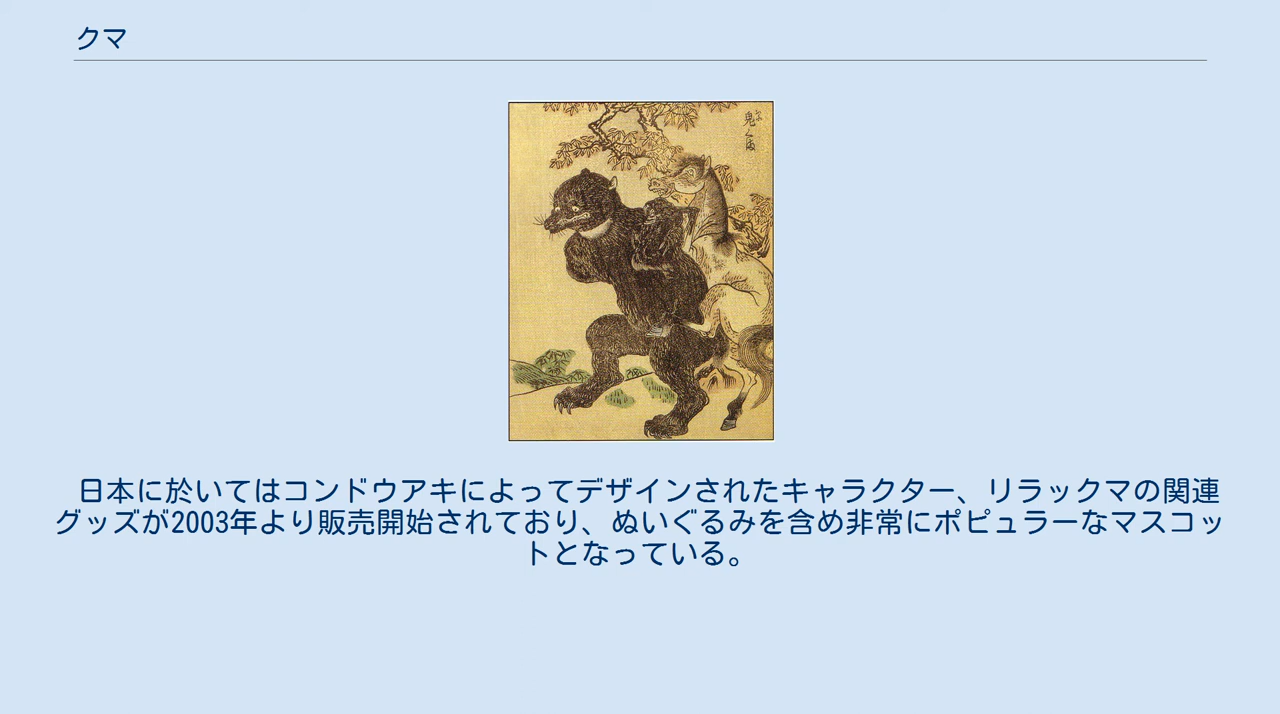 クマ
日本に於いてはコンドウアキによってデザインされたキャラクター、リラックマの関連
グッズが2003年より販売開始されており、ぬいぐるみを含め非常にポピュラーなマスコッ
トとなっている。